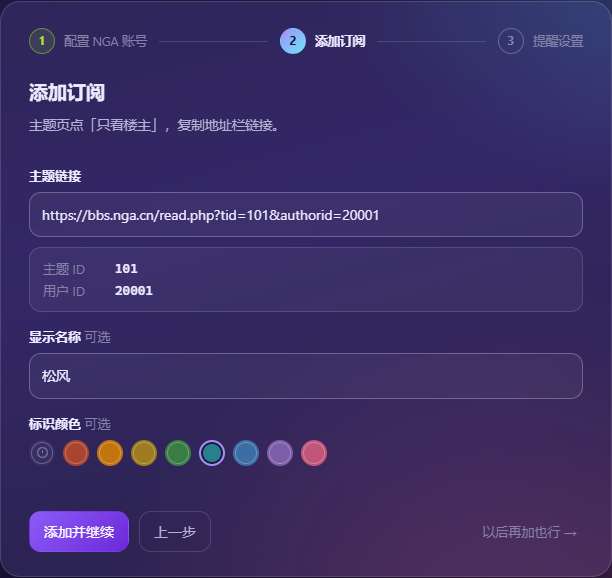 1 配置 NGA 账号 2 添加订阅 3 提醒设置
添加订阅
主题页点「只看楼主」，复制地址栏链接。
主题链接
https://bbs.nga.cn/read.php?tid=101&authorid=20001
主题 ID 101
用户 ID 20001
显示名称 可选
松风
标识颜色 可选
添加并继续 上一步 以后再加也行 →